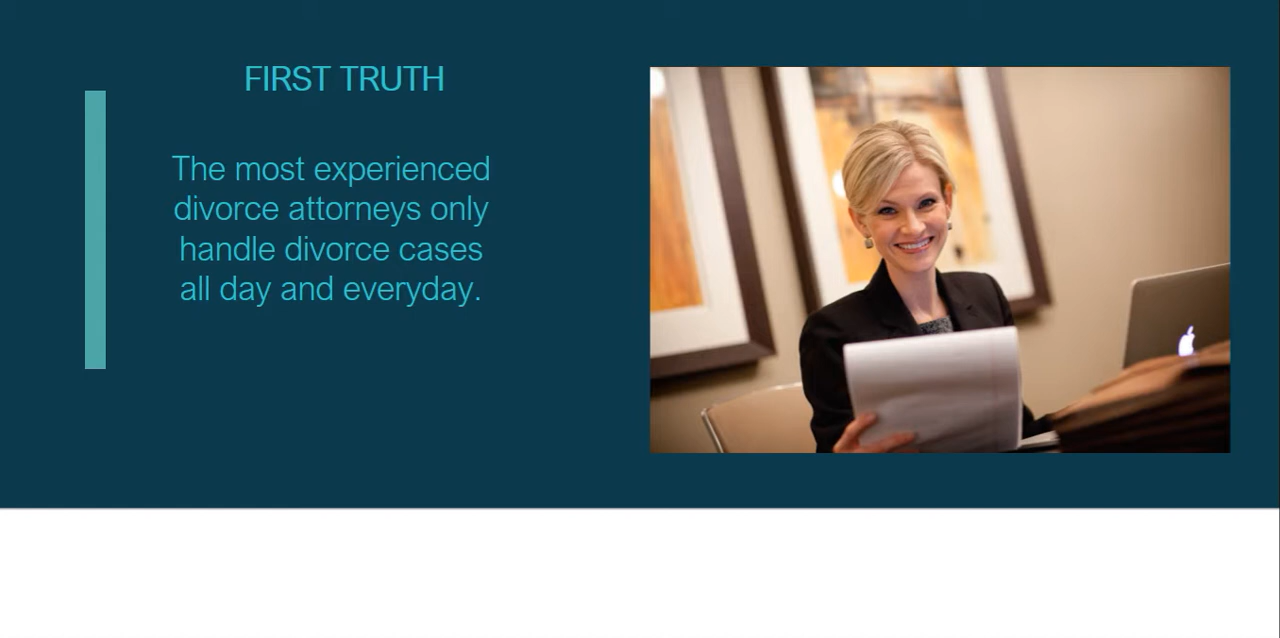 FIRST TRUTH
The most experienced
divorce attorneys only
handle divorce cases
all day and everyday.